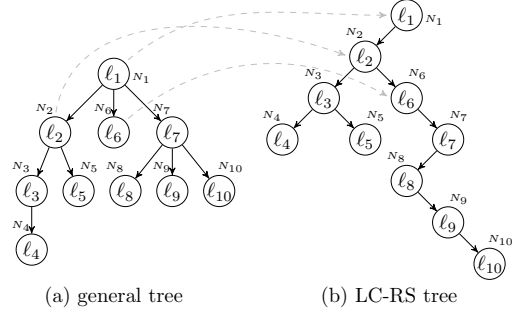 ℓ1 N1
N2 N6 N7
ℓ2 ℓ6 ℓ7
N3 N5 N8 N9 N10
ℓ3 ℓ5 ℓ8 ℓ9 ℓ10
N4
ℓ4
(a) general tree
ℓ1 N1
N2
ℓ2
N3 N6
ℓ3 ℓ6
N4 N5 N7
ℓ4 ℓ5 ℓ7
N8
ℓ8
N9
ℓ9
N10
ℓ10
(b) LC-RS tree